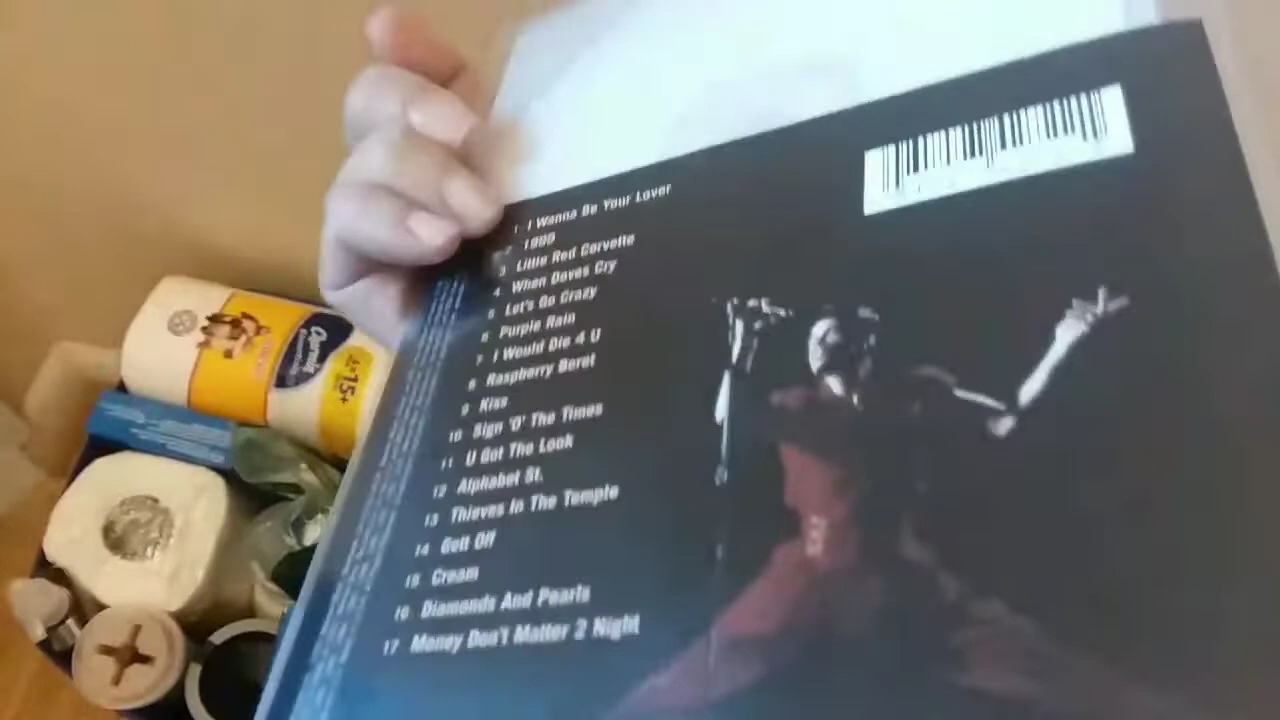 1 I Wanna Be Your Lover
2 1999
3 Little Red Corvette
4 When Doves Cry
5 Let's Go Crazy
6 Purple Rain
7 I Would Die 4 U
8 Raspberry Beret
9 Kiss
10 Sign 'O' The Times
11 U Got The Look
12 Alphabet St.
13 Thieves In The Temple
14 Gett Off
15 Cream
16 Diamonds And Pearls
17 Money Don't Matter 2 Night
15+